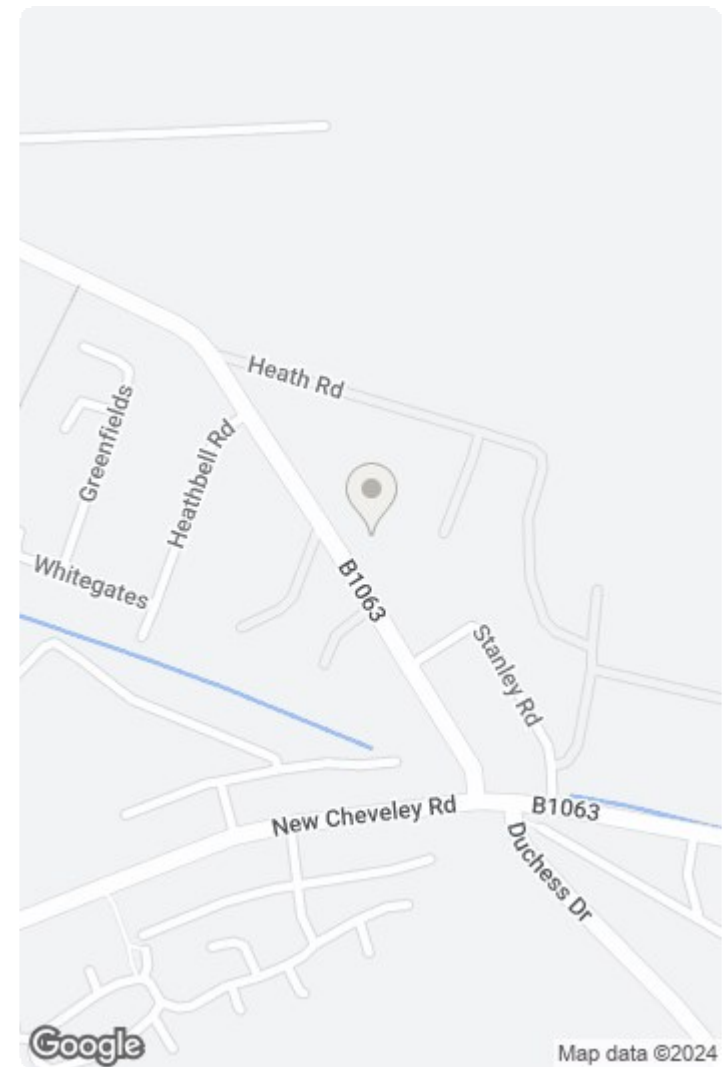 Heath Rd
Greenfields
Heathbell Rd
Whitegates
B1063
Stanley Rd
New Cheveley Rd
B1063
Duchess Dr
Google
Map data ©2024